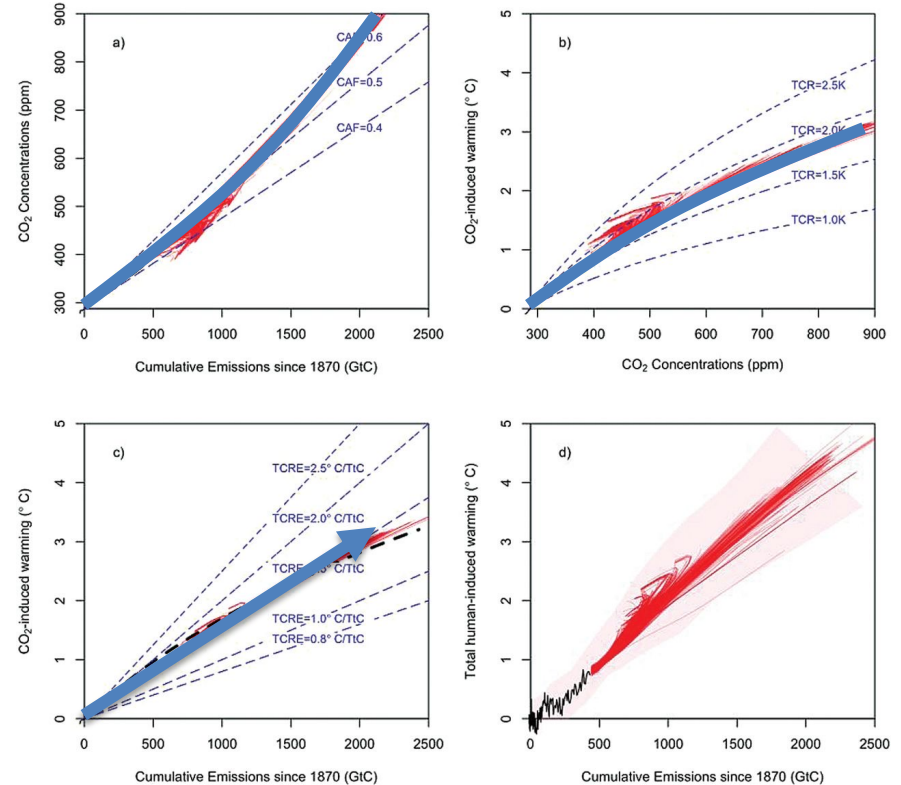 900
800
700
600
500
400
300
CO2 Concentrations (ppm)
a)
CAF=0.6
CAF=0.5
CAF=0.4
0 500 1000 1500 2000 2500
Cumulative Emissions since 1870 (GtC)
5
4
3
2
1
0
CO2-induced warming (° C)
b)
TCR=2.5K
TCR=2.0K
TCR=1.5K
TCR=1.0K
300 400 500 600 700 800 900
CO2 Concentrations (ppm)
5
4
3
2
1
0
CO2-induced warming (° C)
c)
TCRE=2.5° C/TtC
TCRE=2.0° C/TtC
C/TtC
TCRE=1.0° C/TtC
TCRE=0.8° C/TtC
0 500 1000 1500 2000 2500
Cumulative Emissions since 1870 (GtC)
5
4
3
2
1
0
Total human-induced warming (° C)
d)
0 500 1000 1500 2000 2500
Cumulative Emissions since 1870 (GtC)